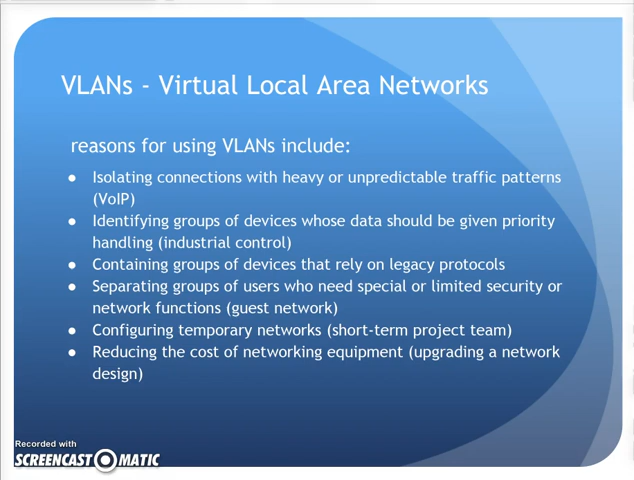 VLANs - Virtual Local Area Networks
reasons for using VLANs include:
● Isolating connections with heavy or unpredictable traffic patterns
(VoIP)
● Identifying groups of devices whose data should be given priority
handling (industrial control)
● Containing groups of devices that rely on legacy protocols
● Separating groups of users who need special or limited security or
network functions (guest network)
● Configuring temporary networks (short-term project team)
● Reducing the cost of networking equipment (upgrading a network
design)
Recorded with
SCREENCAST-O-MATIC